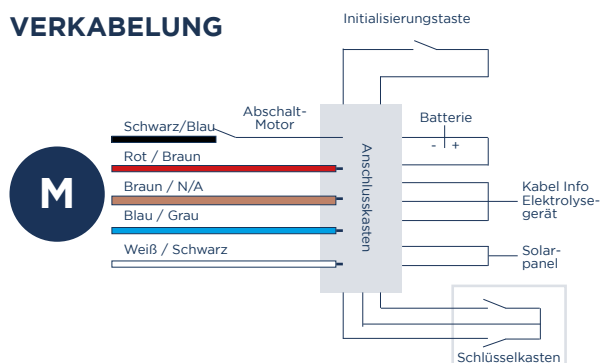 VERKABELUNG
Initialisierungstaste
Schwarz/Blau
Abschalt-
Motor
Batterie
- +
Rot / Braun
M
Braun / N/A
Anschlusskasten
Kabel Info
Elektrolyse-
gerät
Blau / Grau
Weiß / Schwarz
Solar-
panel
Schlüsselkasten